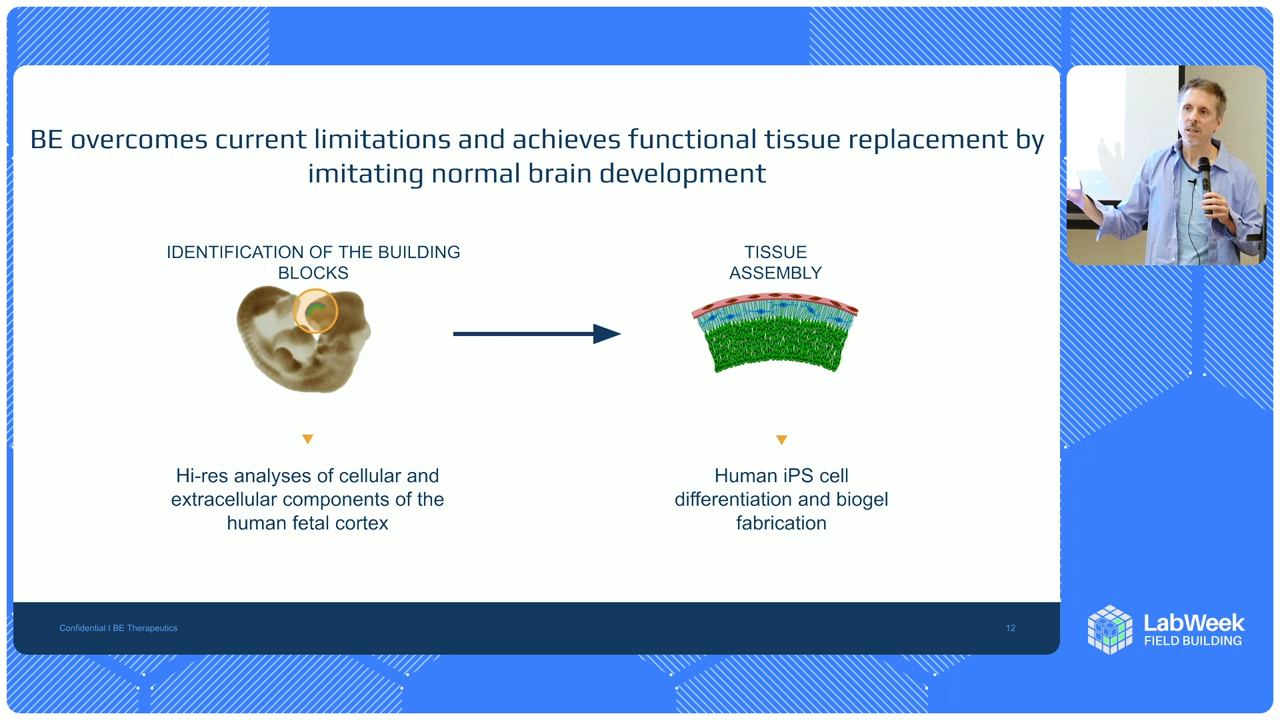 BE overcomes current limitations and achieves functional tissue replacement by
imitating normal brain development
IDENTIFICATION OF THE BUILDING
BLOCKS
TISSUE
ASSEMBLY
Hi-res analyses of cellular and
extracellular components of the
human fetal cortex
Human iPS cell
differentiation and biogel
fabrication
Confidential I BE Therapeutics
12
LabWeek
FIELD BUILDING